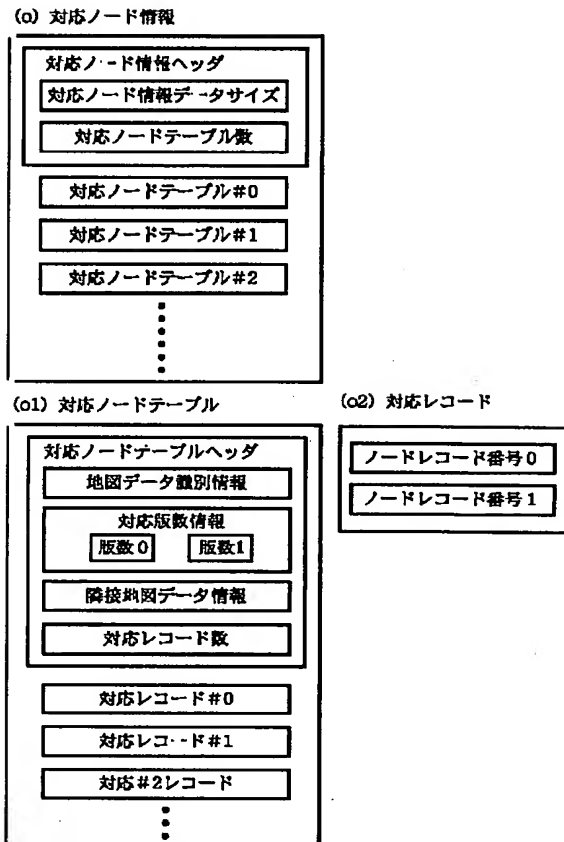 (o) 対応ノード情報
対応ノード情報ヘッダ
対応ノード情報データサイズ
対応ノードテーブル数
対応ノードテーブル#0
対応ノードテーブル#1
対応ノードテーブル#2
(o1) 対応ノードテーブル
対応ノードテーブルヘッダ
地図データ識別情報
対応版数情報
版数0 版数1
隣接地図データ情報
対応レコード数
対応レコード#0
対応レコード#1
対応#2レコード
(o2) 対応レコード
ノードレコード番号0
ノードレコード番号1